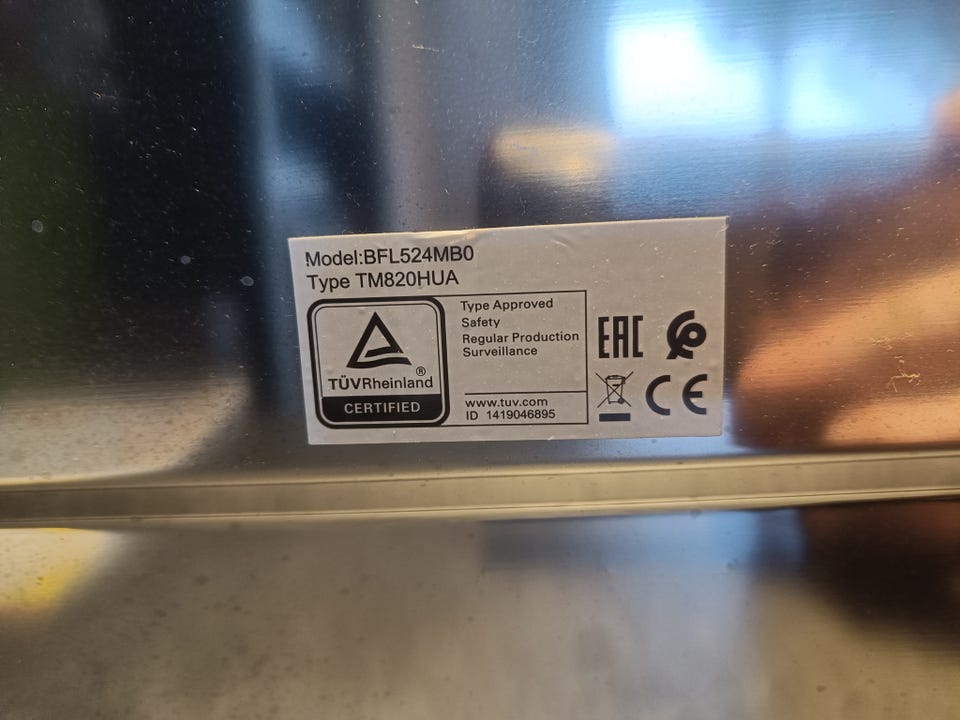 Model:BFL524MB0
Type TM820HUA
Type Approved
Safety
Regular Production
Surveillance
www.tuv.com
ID 1419046895
TÜVRheinland®
CERTIFIED
EAC
CE